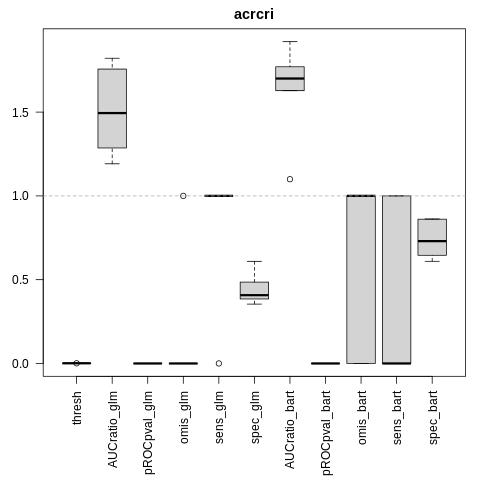 acrcri
1.5
1.0
0.5
0.0
thresh
AUCratio_glm
pROCpval_glm
omis_glm
sens_glm
spec_glm
AUCratio_bart
pROCpval_bart
omis_bart
sens_bart
spec_bart